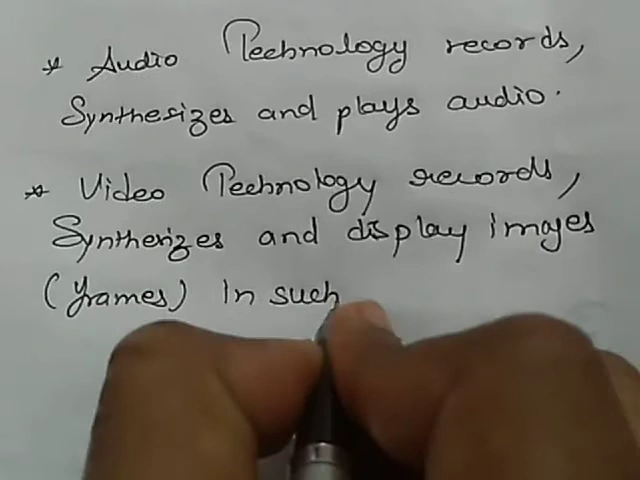 * Audio Technology records,
Synthesizes and plays audio.
* Video Technology records,
Synthesizes and display images
(frames) In such